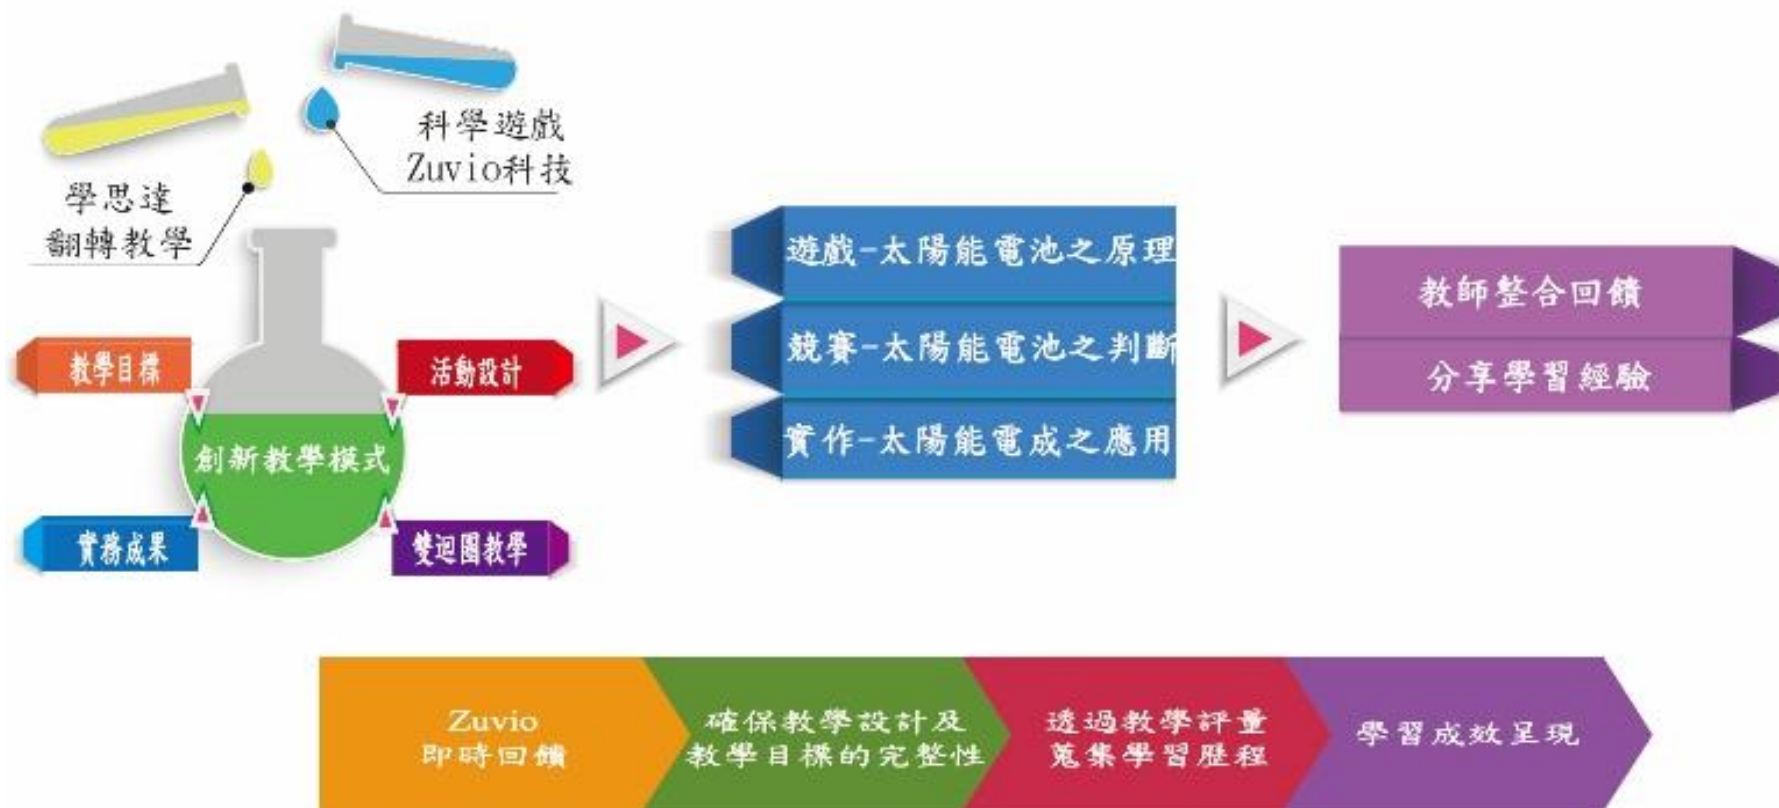 科學遊戲
Zuvio科技
學思達
翻轉教學
教學目標
活動設計
創新教學模式
實務成果
雙迴圈教學
遊戲-太陽能電池之原理
競賽-太陽能電池之判斷
實作-太陽能電成之應用
教師整合回饋
分享學習經驗
Zuvio
即時回饋
確保教學設計及
教學目標的完整性
透過教學評量
蒐集學習歷程
學習成效呈現